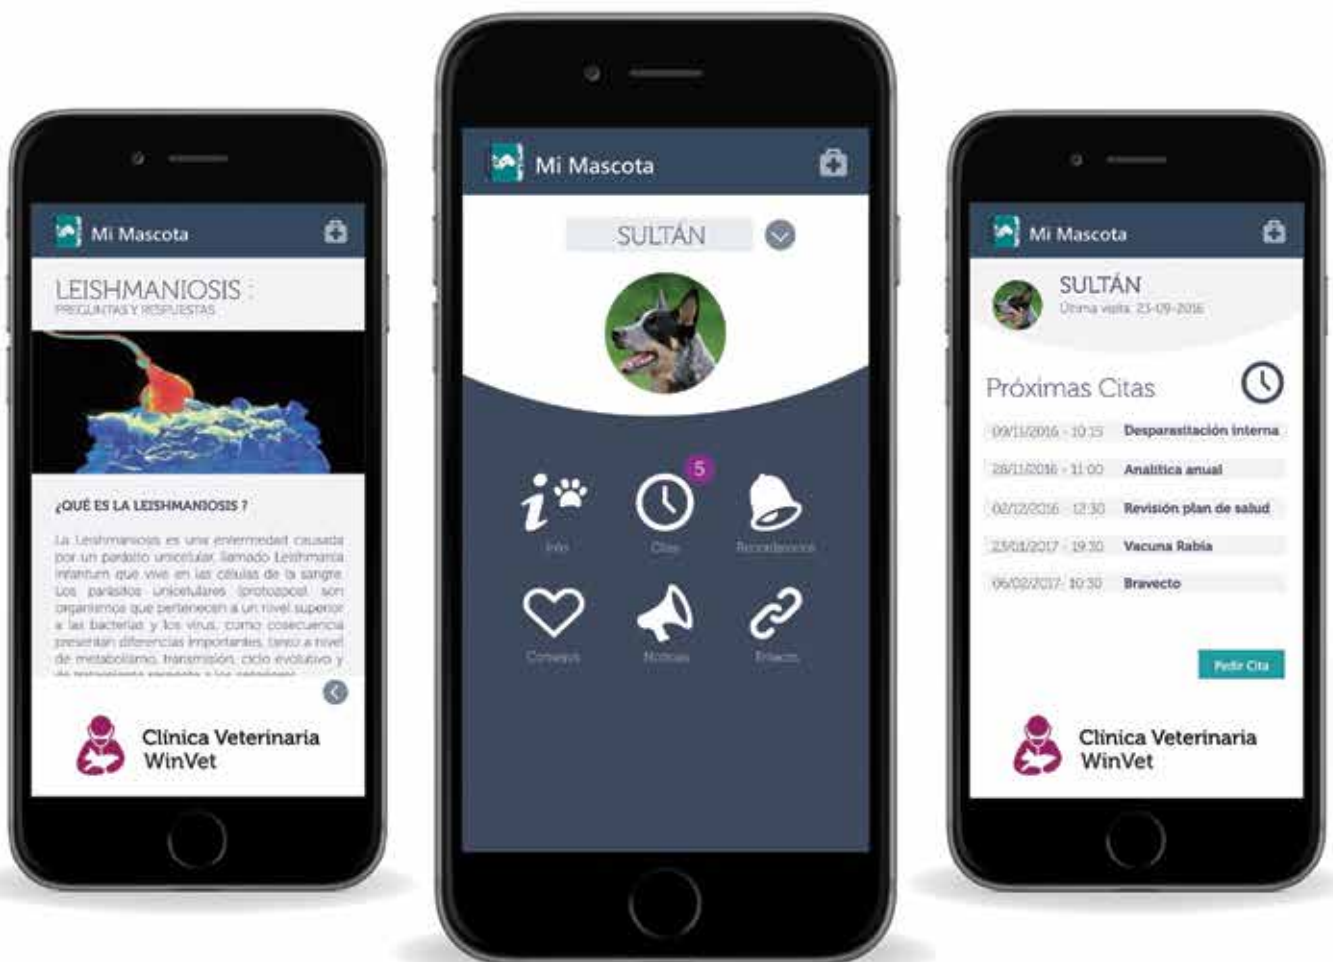 Mi Mascota
LEISHMANIOSIS :
PREGUNTAS Y RESPUESTAS
¿QUÉ ES LA LEISHMANIOSIS ?
La Leishmaniosis es una enfermedad causada
por un parásito unicelular, llamado Leishmania
infantum que vive en las células de la sangre.
Los parásitos unicelulares (protozoos) son
organismos que pertenecen a un nivel superior
a las bacterias y los virus, como cosecuencia
presentan diferencias importantes, tanto a nivel
de metabolismo, transmisión, ciclo evolutivo y
Clínica Veterinaria
WinVet
Mi Mascota
SULTÁN
5
Info Citas Recordatorios
Consejos Noticias Enlaces
Mi Mascota
SULTÁN
Última visita: 23-09-2016
Próximas Citas
09/11/2016 - 10:15 Desparasitación interna
28/11/2016 - 11:00 Analítica anual
02/12/2016 - 12:30 Revisión plan de salud
23/01/2017 - 19:30 Vacuna Rabia
06/02/2017- 10:30 Bravecto
Pedir Cita
Clínica Veterinaria
WinVet